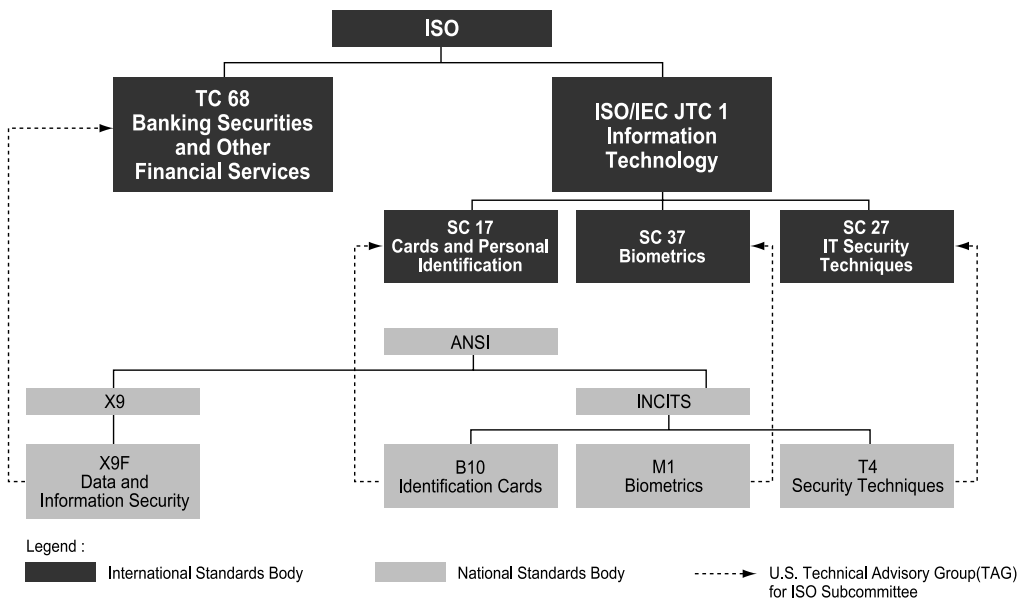 ISO
TC 68
Banking Securities
and Other
Financial Services
ISO/IEC JTC 1
Information
Technology
SC 17
Cards and Personal
Identification
SC 37
Biometrics
SC 27
IT Security
Techniques
ANSI
X9
INCITS
X9F
Data and
Information Security
B10
Identification Cards
M1
Biometrics
T4
Security Techniques
Legend :
International Standards Body
National Standards Body
U.S. Technical Advisory Group(TAG)
for ISO Subcommittee